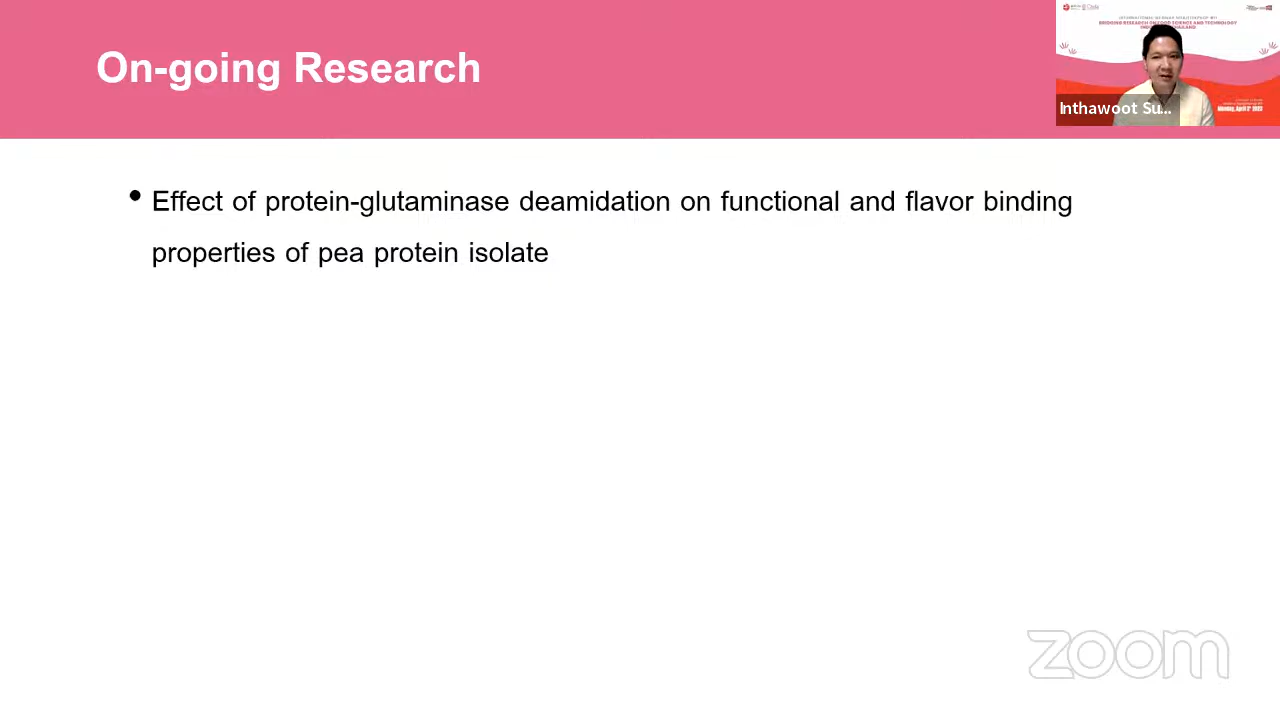 On-going Research
Inthawoot Su...
• Effect of protein-glutaminase deamidation on functional and flavor binding
properties of pea protein isolate
zoom